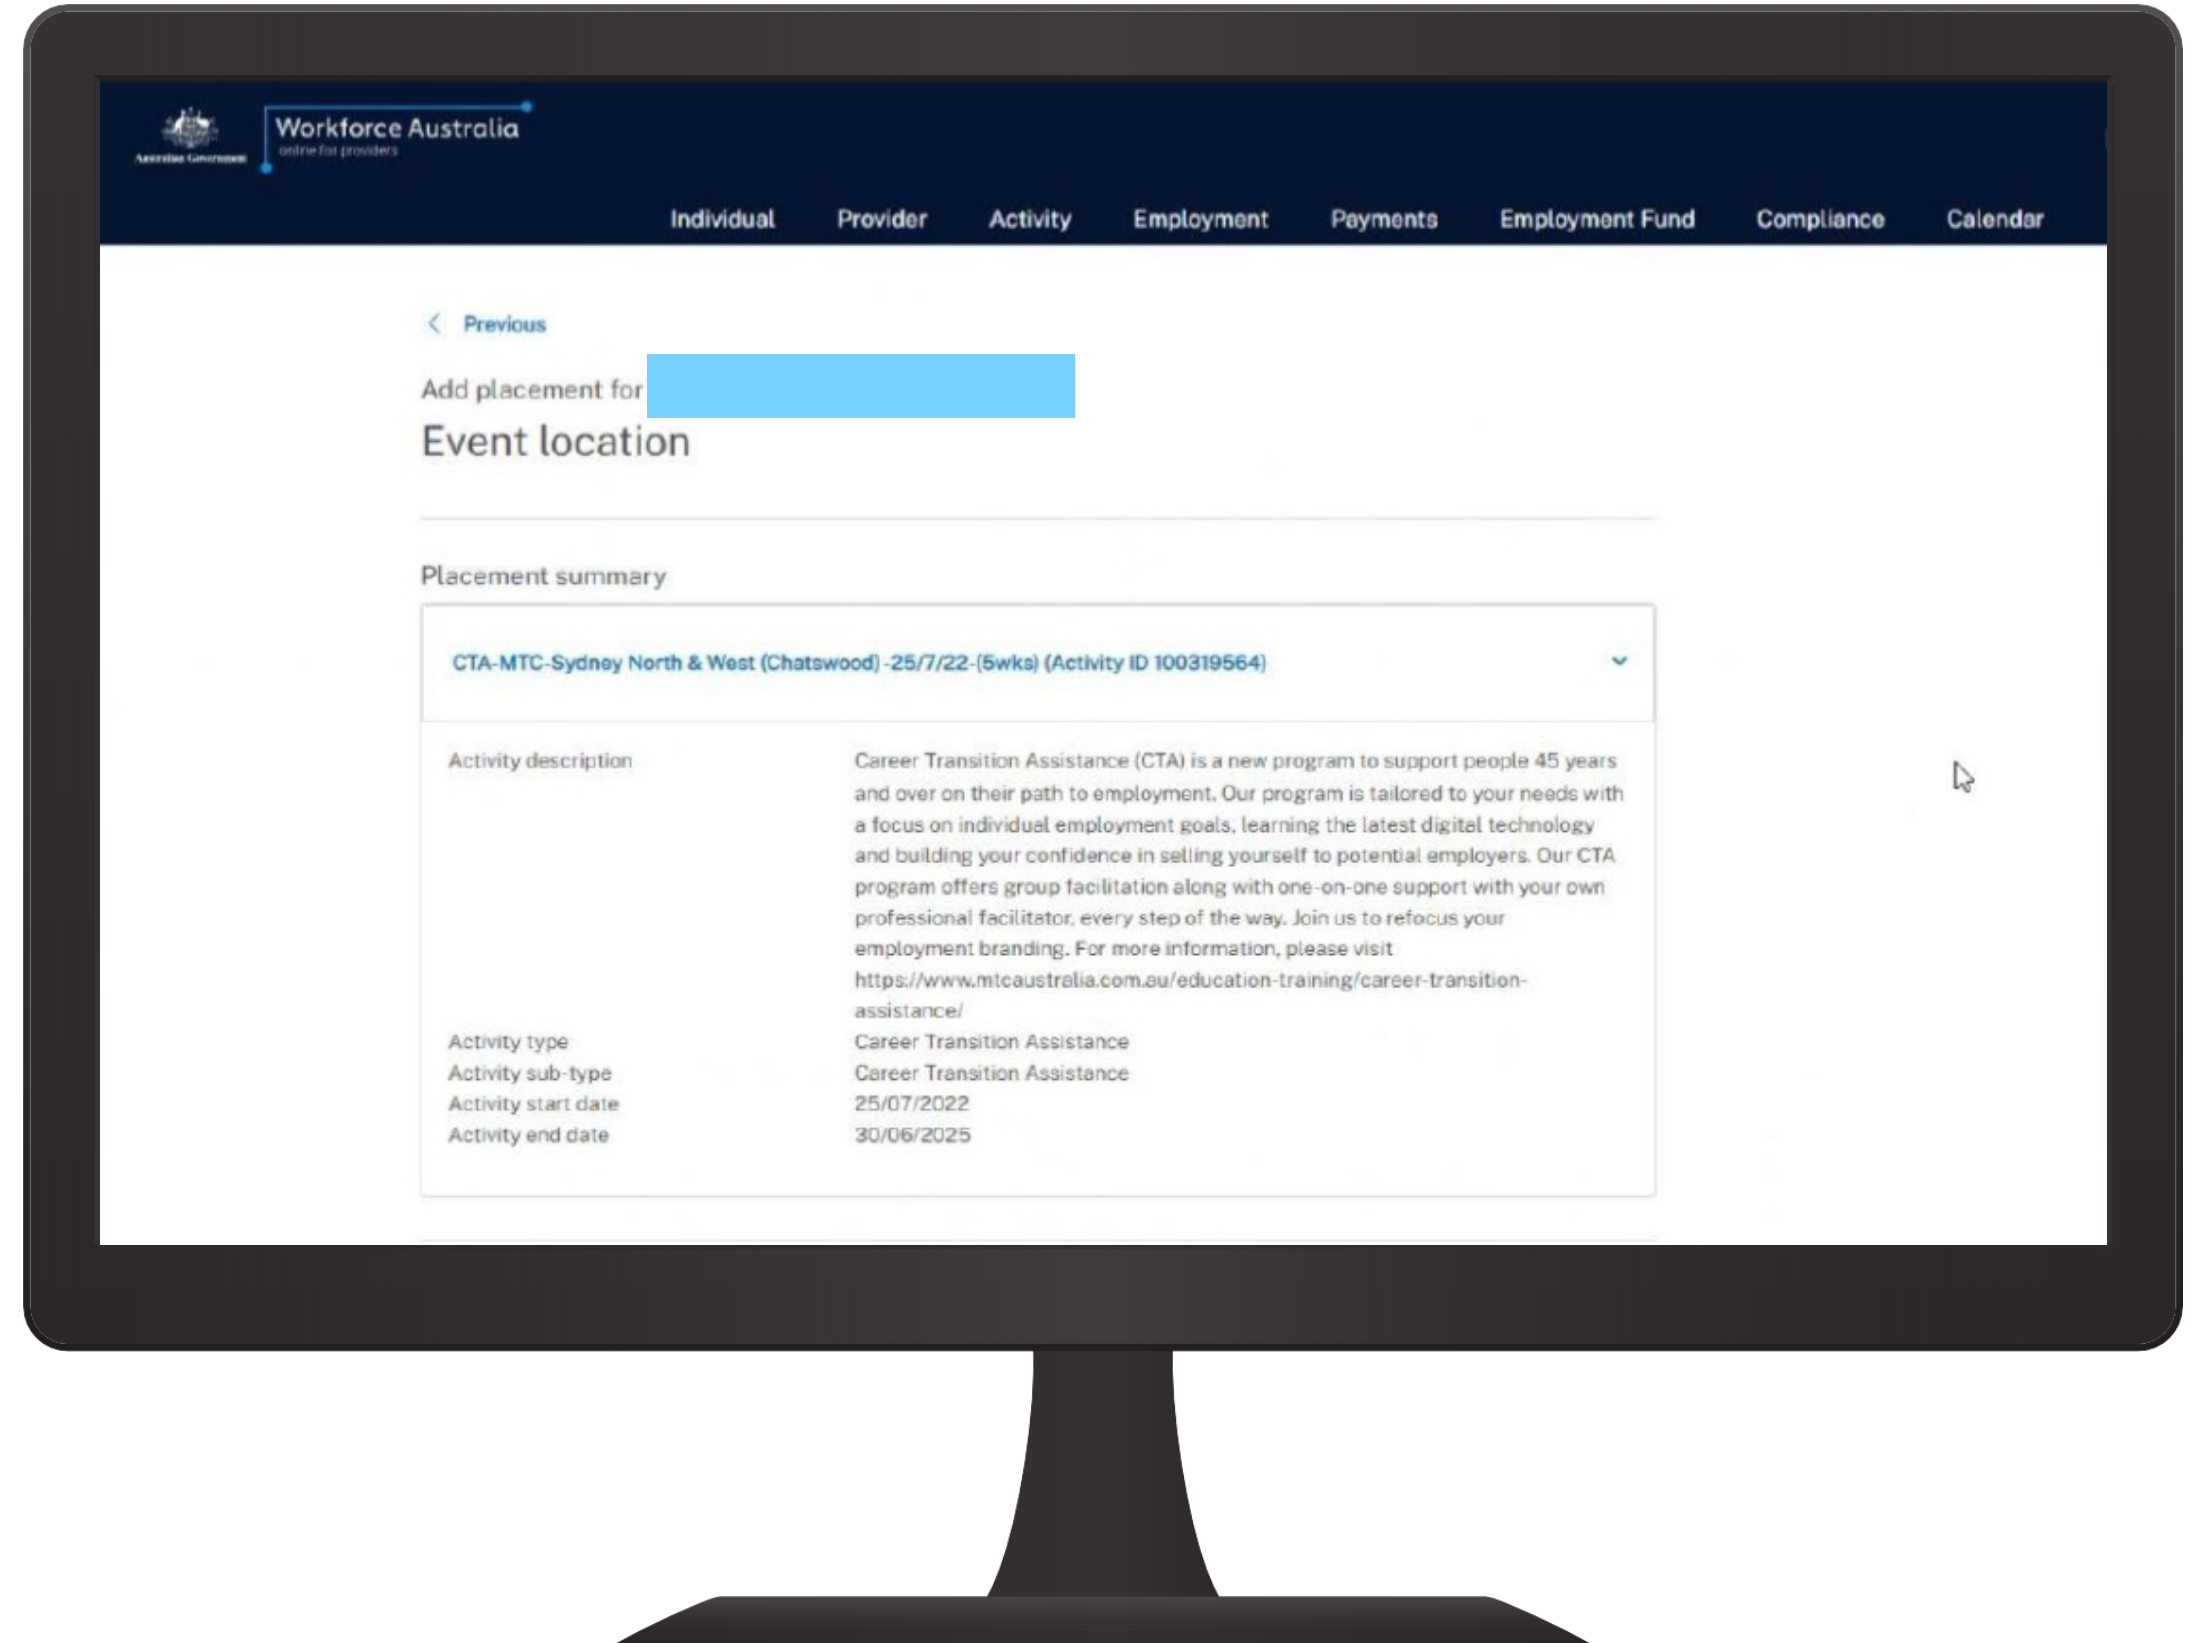 Australian Government
Workforce Australia
online for providers
Individual Provider Activity Employment Payments Employment Fund Compliance Calendar
Previous
Add placement for
Event location
Placement summary
CTA-MTC-Sydney North & West (Chatswood) -25/7/22-(5wks) (Activity ID 100319564)
Activity description
Career Transition Assistance (CTA) is a new program to support people 45 years
and over on their path to employment. Our program is tailored to your needs with
a focus on individual employment goals, learning the latest digital technology
and building your confidence in selling yourself to potential employers. Our CTA
program offers group facilitation along with one-on-one support with your own
professional facilitator, every step of the way. Join us to refocus your
employment branding. For more information, please visit
https://www.mtcaustralia.com.au/education-training/career-transition-
assistance/
Activity type Career Transition Assistance
Activity sub-type Career Transition Assistance
Activity start date 25/07/2022
Activity end date 30/06/2025